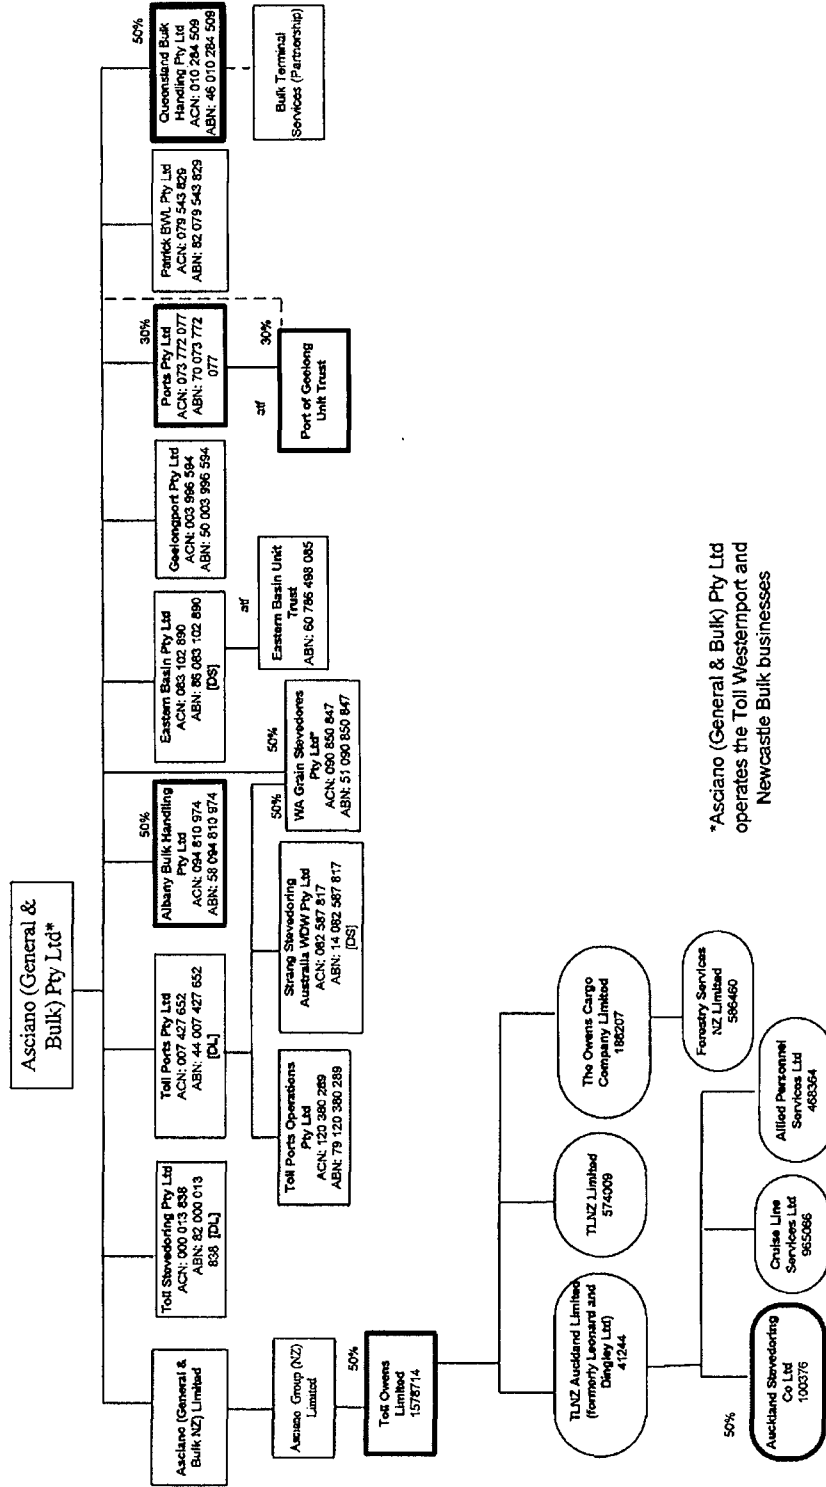 Asciano (General &
Bulk) Pty Ltd*
Asciano (General &
Bulk NZ) Limited
Toll Stevedoring Pty Ltd
ACN: 000 013 838
ABN: 82 000 013
838 [DL]
Toll Ports Pty Ltd
ACN: 007 427 652
ABN: 44 007 427 652
[DL]
50%
Albany Bulk Handling
Pty Ltd
ACN: 094 810 974
ABN: 58 094 810 974
Eastern Basin Pty Ltd
ACN: 083 102 890
ABN: 86 083 102 890
[DS]
Geelongport Pty Ltd
ACN: 003 996 594
ABN: 50 003 996 594
30%
Ports Pty Ltd
ACN: 073 772 077
ABN: 70 073 772
077
Patrick BWL Pty Ltd
ACN: 079 543 829
ABN: 82 079 543 829
50%
Queensland Bulk
Handling Pty Ltd
ACN: 010 284 509
ABN: 46 010 284 509
Asciano Group (NZ)
Limited
Toll Ports Operations
Pty Ltd
ACN: 120 380 289
ABN: 79 120 380 289
Strang Stevedoring
Australia WDW Pty Ltd
ACN: 082 587 817
ABN: 14 082 587 817
[DS]
50%
50%
WA Grain Stevedores
Pty Ltd*
ACN: 090 850 847
ABN: 51 090 850 847
atf
Eastern Basin Unit
Trust
ABN: 60 786 498 085
atf
30%
Port of Geelong
Unit Trust
Bulk Terminal
Services (Partnership)
50%
Toll Owens
Limited
1578714
TLNZ Auckland Limited
(formerly Leonard and
Dingley Ltd)
41244
TLNZ Limited
574009
The Owens Cargo
Company Limited
188207
50%
Auckland Stevedoring
Co Ltd
100376
Cruise Line
Services Ltd
965066
Allied Personnel
Services Ltd
468364
Forestry Services
NZ Limited
586460
*Asciano (General & Bulk) Pty Ltd
operates the Toll Westernport and
Newcastle Bulk businesses